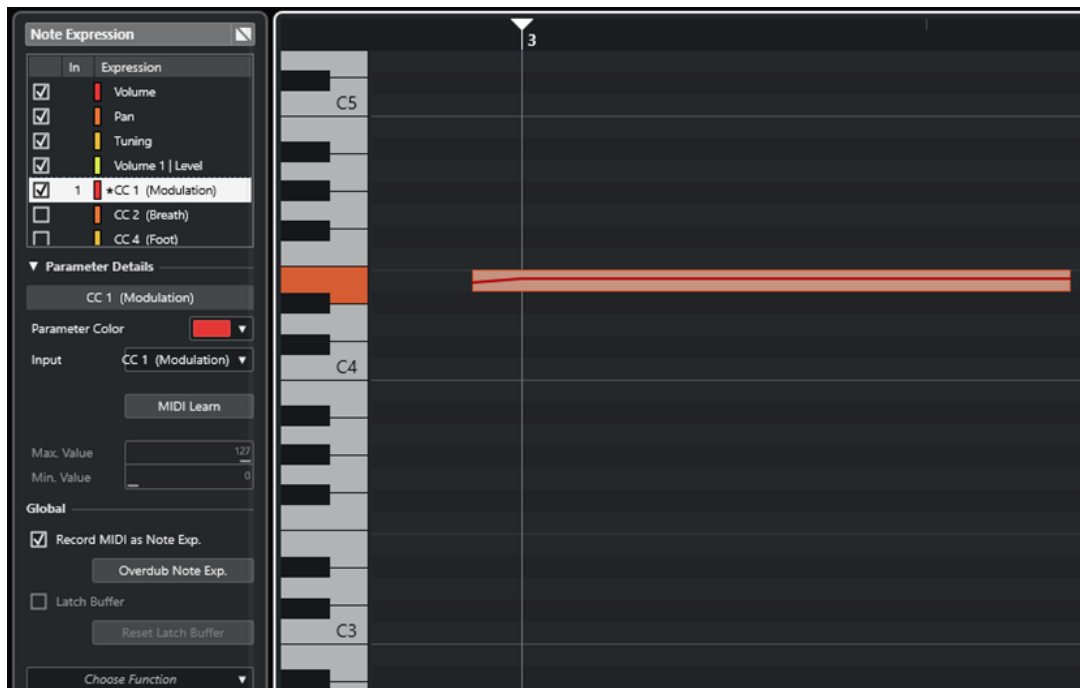 Note Expression
In Expression
Volume
Pan
Tuning
Volume 1 | Level
1 ★CC 1 (Modulation)
CC 2 (Breath)
CC 4 (Foot)
▼ Parameter Details
CC 1 (Modulation)
Parameter Color
Input CC 1 (Modulation) ▼
MIDI Learn
Max. Value 127
Min. Value 0
Global
Record MIDI as Note Exp.
Overdub Note Exp.
Latch Buffer
Reset Latch Buffer
Choose Function
3
C5
C4
C3